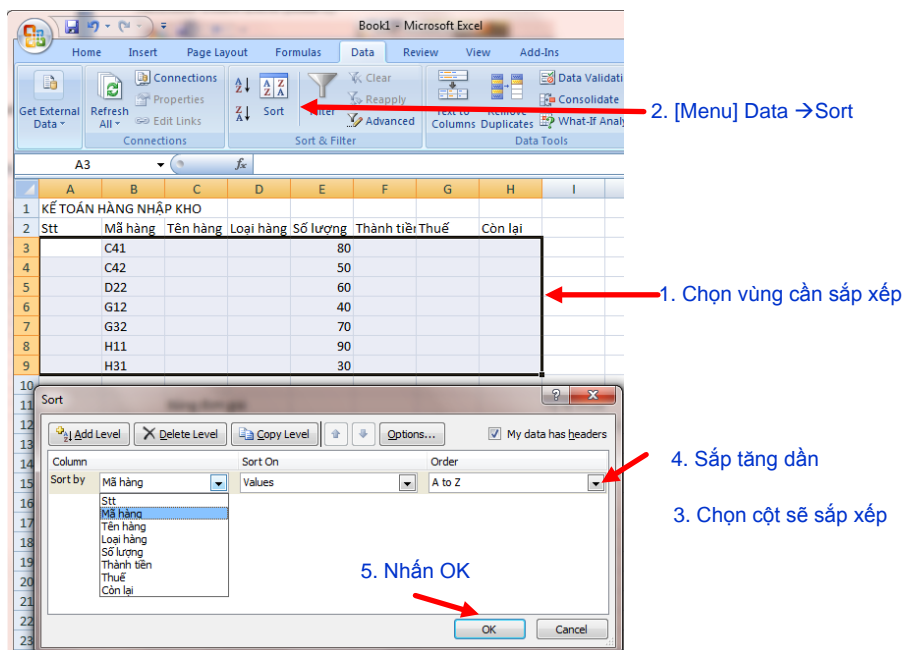 Book1 - Microsoft Excel
Home Insert Page Layout Formulas Data Review View Add-Ins
Get External Data
Refresh All
Connections
Properties
Edit Links
Connections
Sort
Filter
Clear
Reapply
Advanced
Sort & Filter
Text to Columns
Remove Duplicates
Data Validati
Consolidate
What-If Analy
Data Tools
2. [Menu] Data →Sort
A3 fx
A B C D E F G H I
1 KẾ TOÁN HÀNG NHẬP KHO
2 Stt Mã hàng Tên hàng Loại hàng Số lượng Thành tiền Thuế Còn lại
3 C41 80
4 C42 50
5 D22 60
6 G12 40
7 G32 70
8 H11 90
9 H31 30
1. Chọn vùng cần sắp xếp
10
11
12
13
14
15
16
17
18
19
20
21
22
23
Sort
Add Level Delete Level Copy Level Options... My data has headers
Column Sort On Order
Sort by Mã hàng Values A to Z
Stt
Mã hàng
Tên hàng
Loại hàng
Số lượng
Thành tiền
Thuế
Còn lại
4. Sắp tăng dần
3. Chọn cột sẽ sắp xếp
5. Nhấn OK
OK Cancel